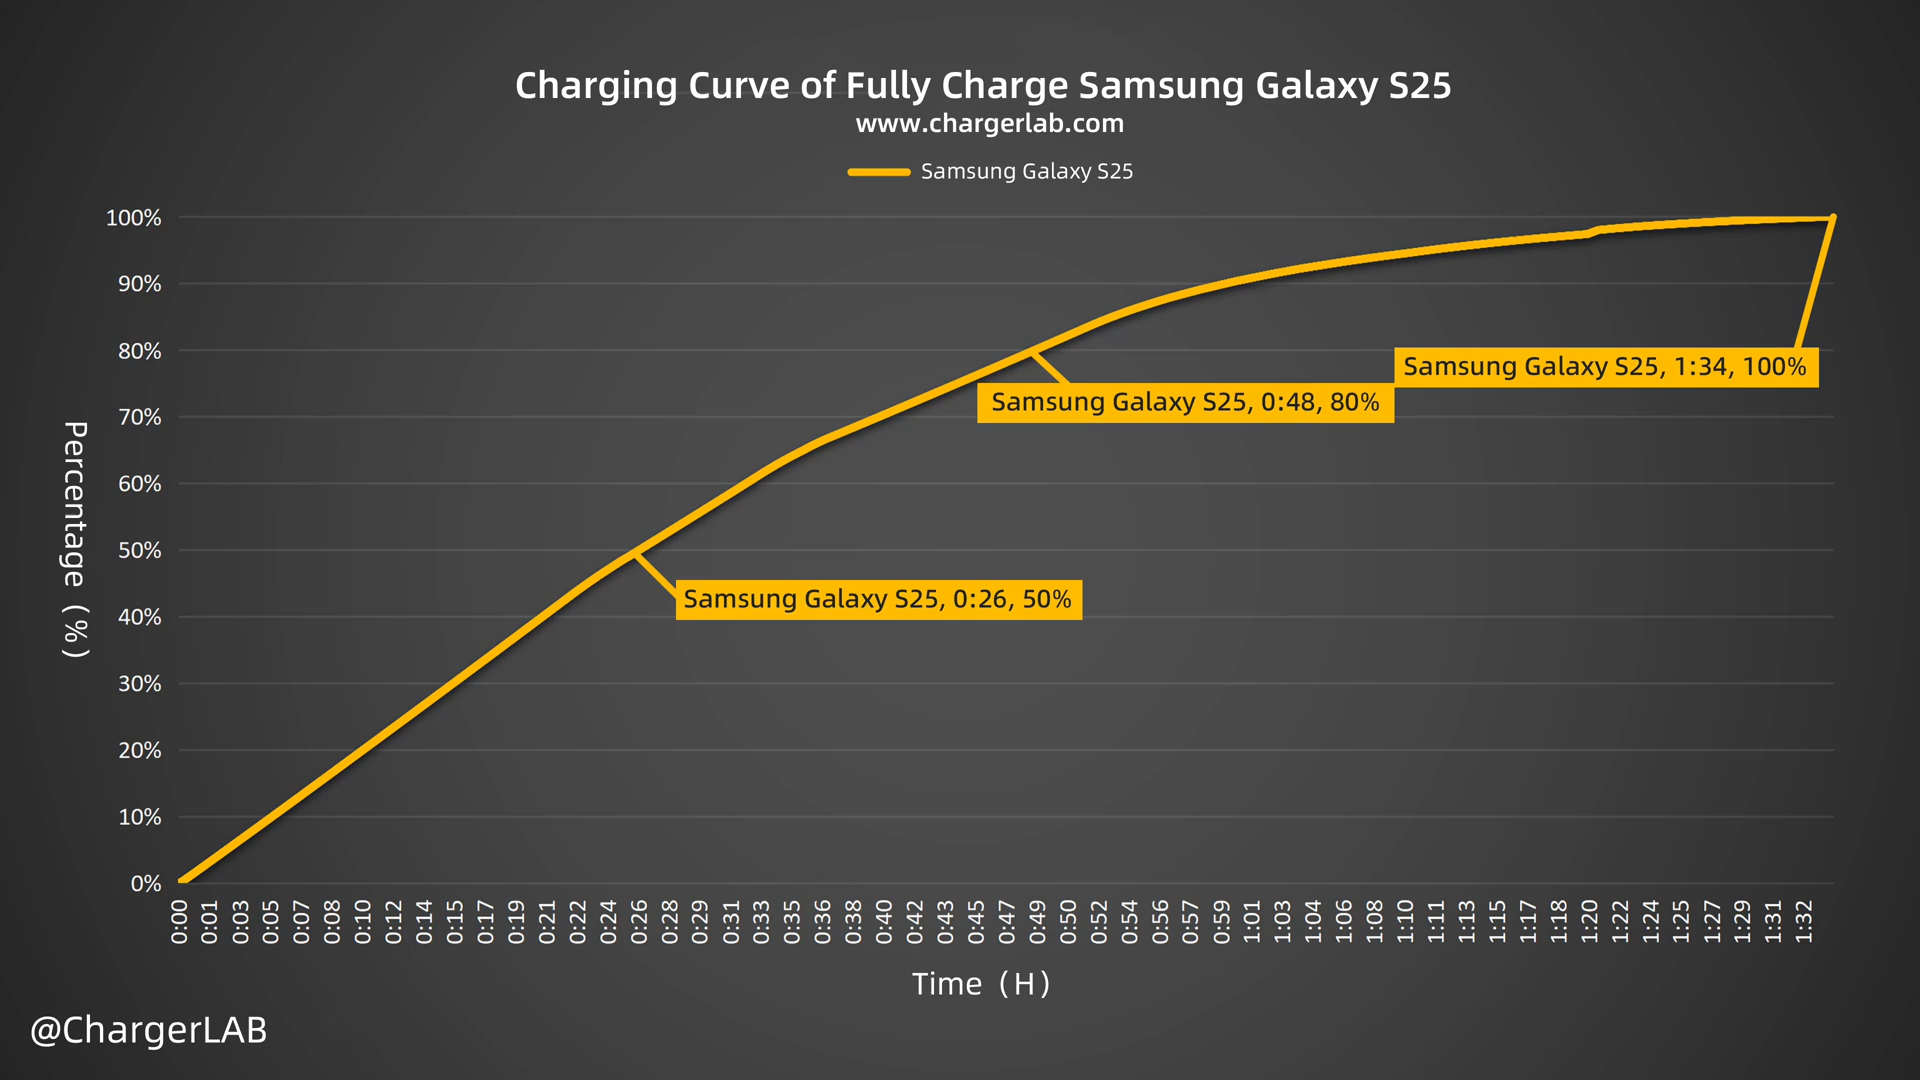 Charging Curve of Fully Charge Samsung Galaxy S25
www.chargerlab.com
Samsung Galaxy S25
100%
90%
80%
70%
60%
50%
40%
30%
20%
10%
0%
Percentage（%）
Samsung Galaxy S25, 1:34, 100%
Samsung Galaxy S25, 0:48, 80%
Samsung Galaxy S25, 0:26, 50%
0:00 0:01 0:03 0:05 0:07 0:08 0:10 0:12 0:14 0:15 0:17 0:19 0:21 0:22 0:24 0:26 0:28 0:29 0:31 0:33 0:35 0:36 0:38 0:40 0:42 0:43 0:45 0:47 0:49 0:50 0:52 0:54 0:56 0:57 0:59 1:01 1:03 1:04 1:06 1:08 1:10 1:11 1:13 1:15 1:17 1:18 1:20 1:22 1:24 1:25 1:27 1:29 1:31 1:32
Time（H）
@ChargerLAB